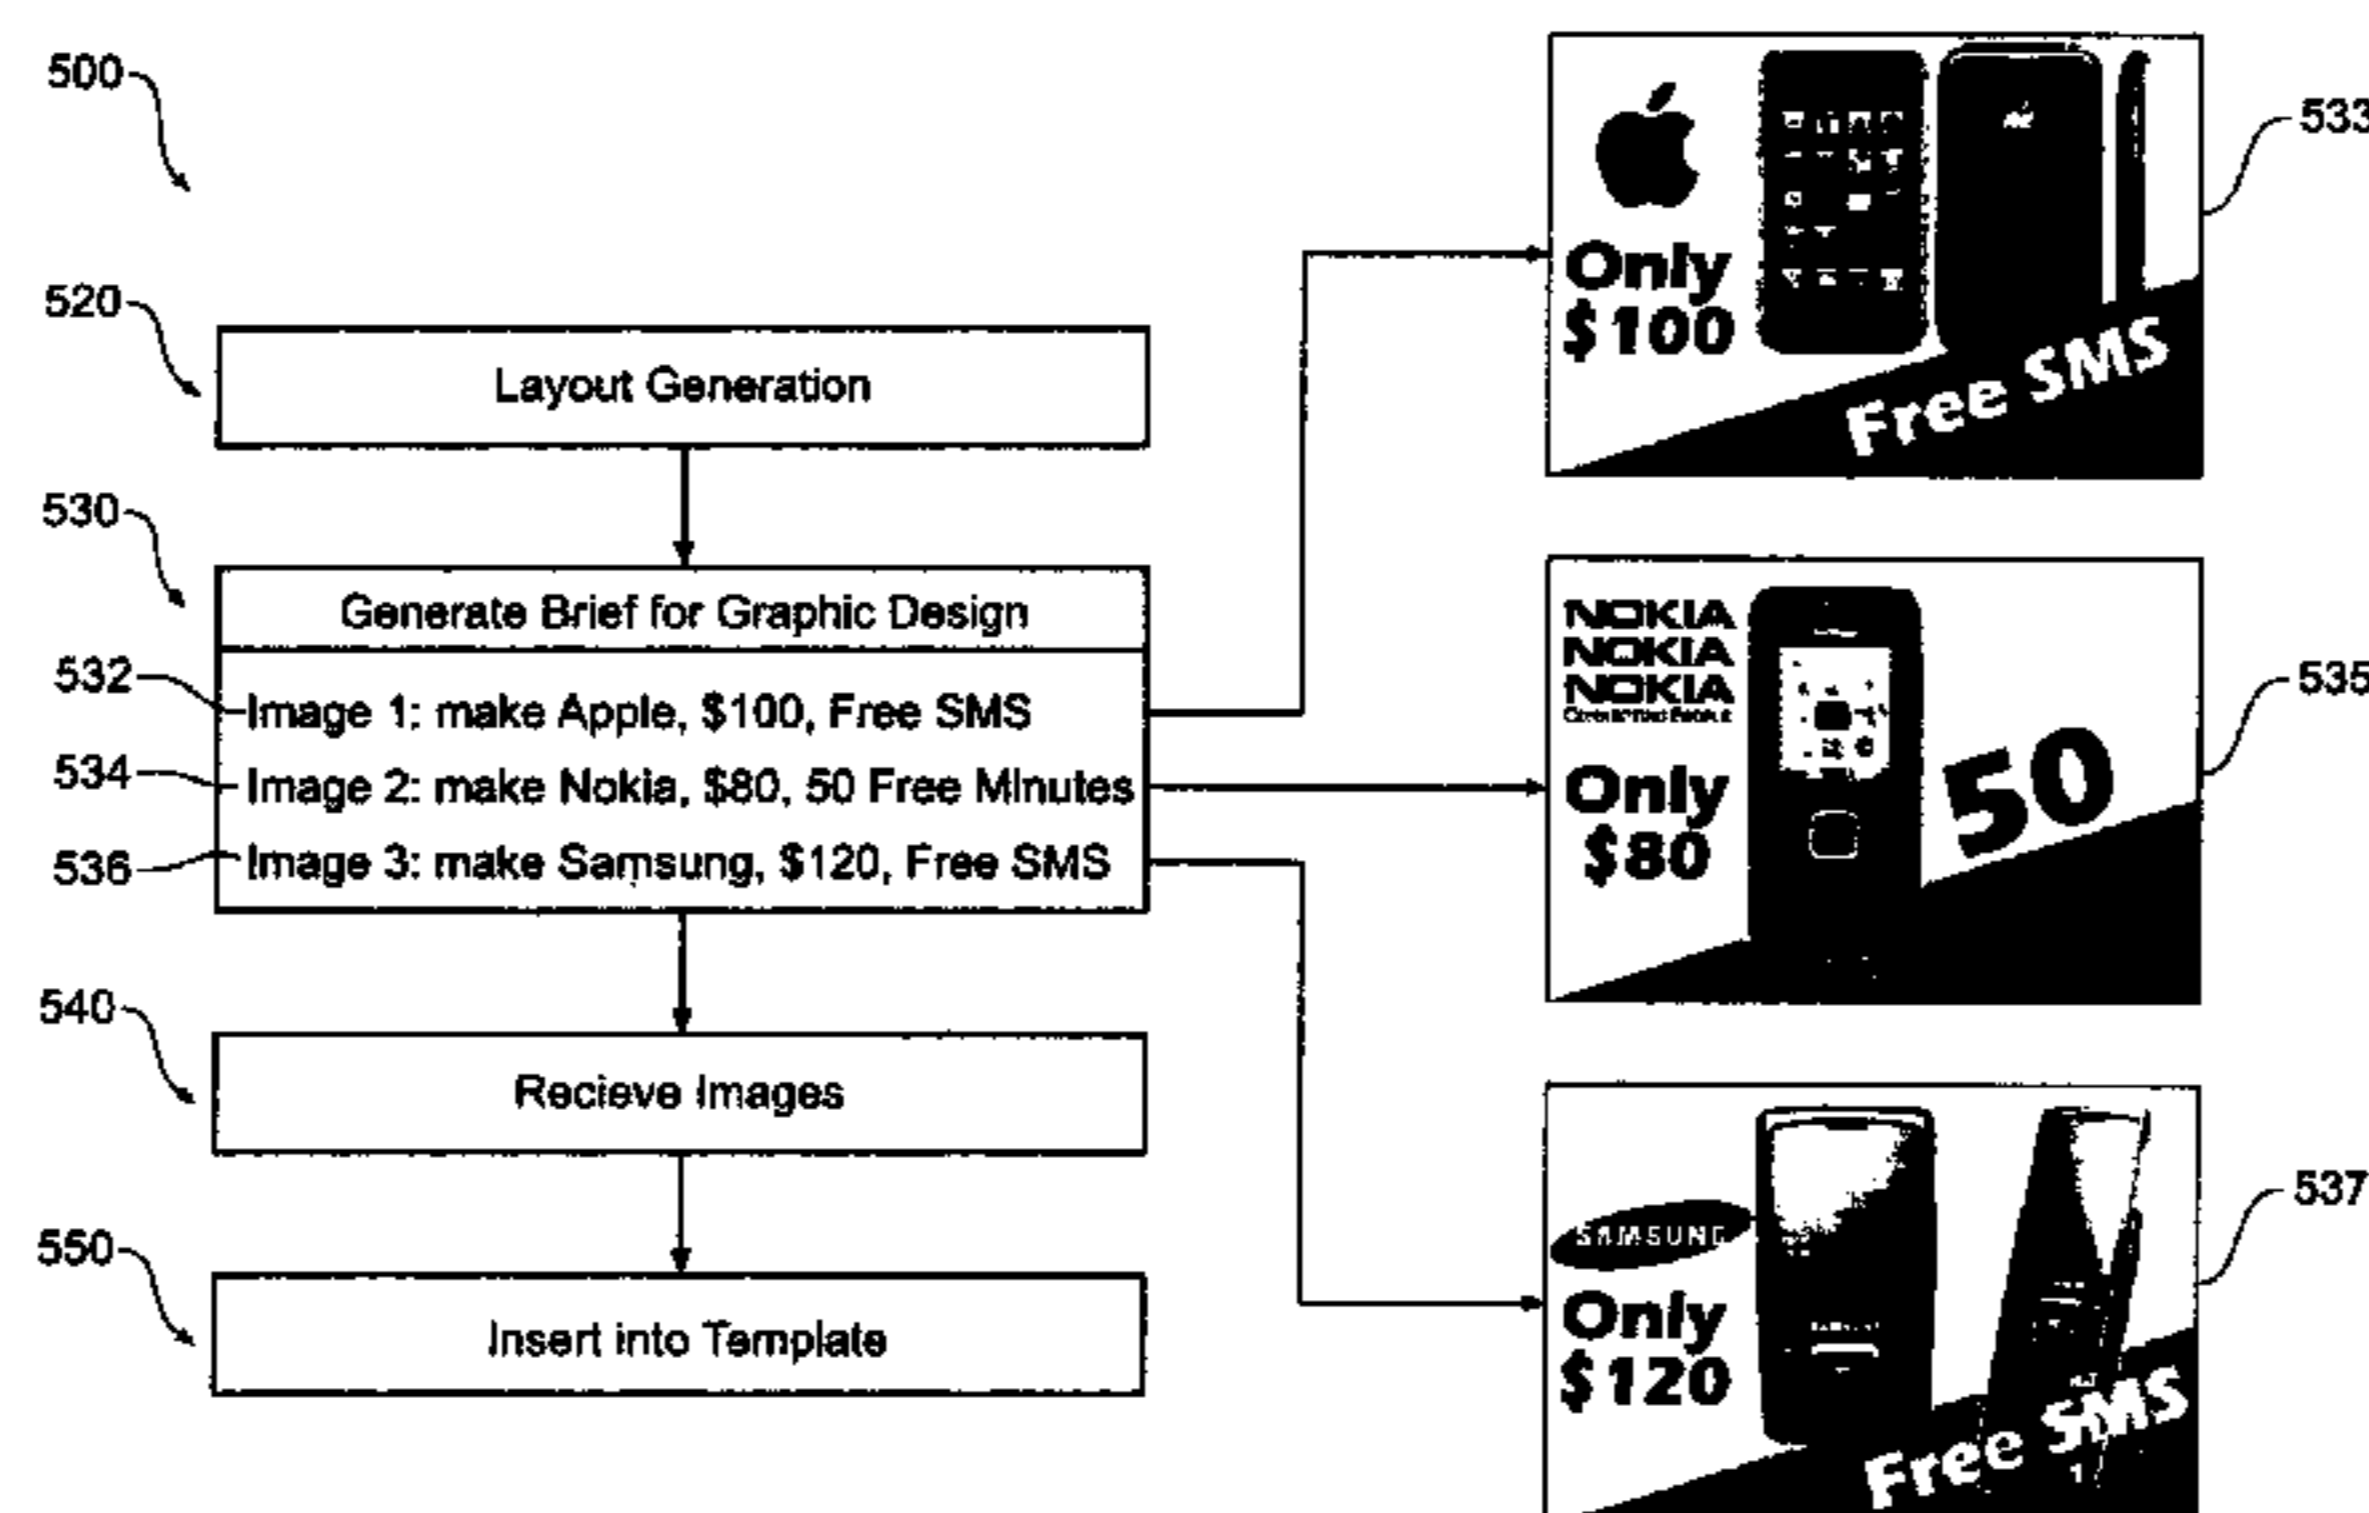 500
520
Layout Generation
530
Generate Brief for Graphic Design
532
Image 1: make Apple, $100, Free SMS
534
Image 2: make Nokia, $80, 50 Free Minutes
536
Image 3: make Samsung, $120, Free SMS
540
Recieve Images
550
Insert into Template
533
Only
$100
Free SMS
535
NOKIA
NOKIA
NOKIA
CONNECTING PEOPLE
Only
$80
50
537
SAMSUNG
Only
$120
Free SMS